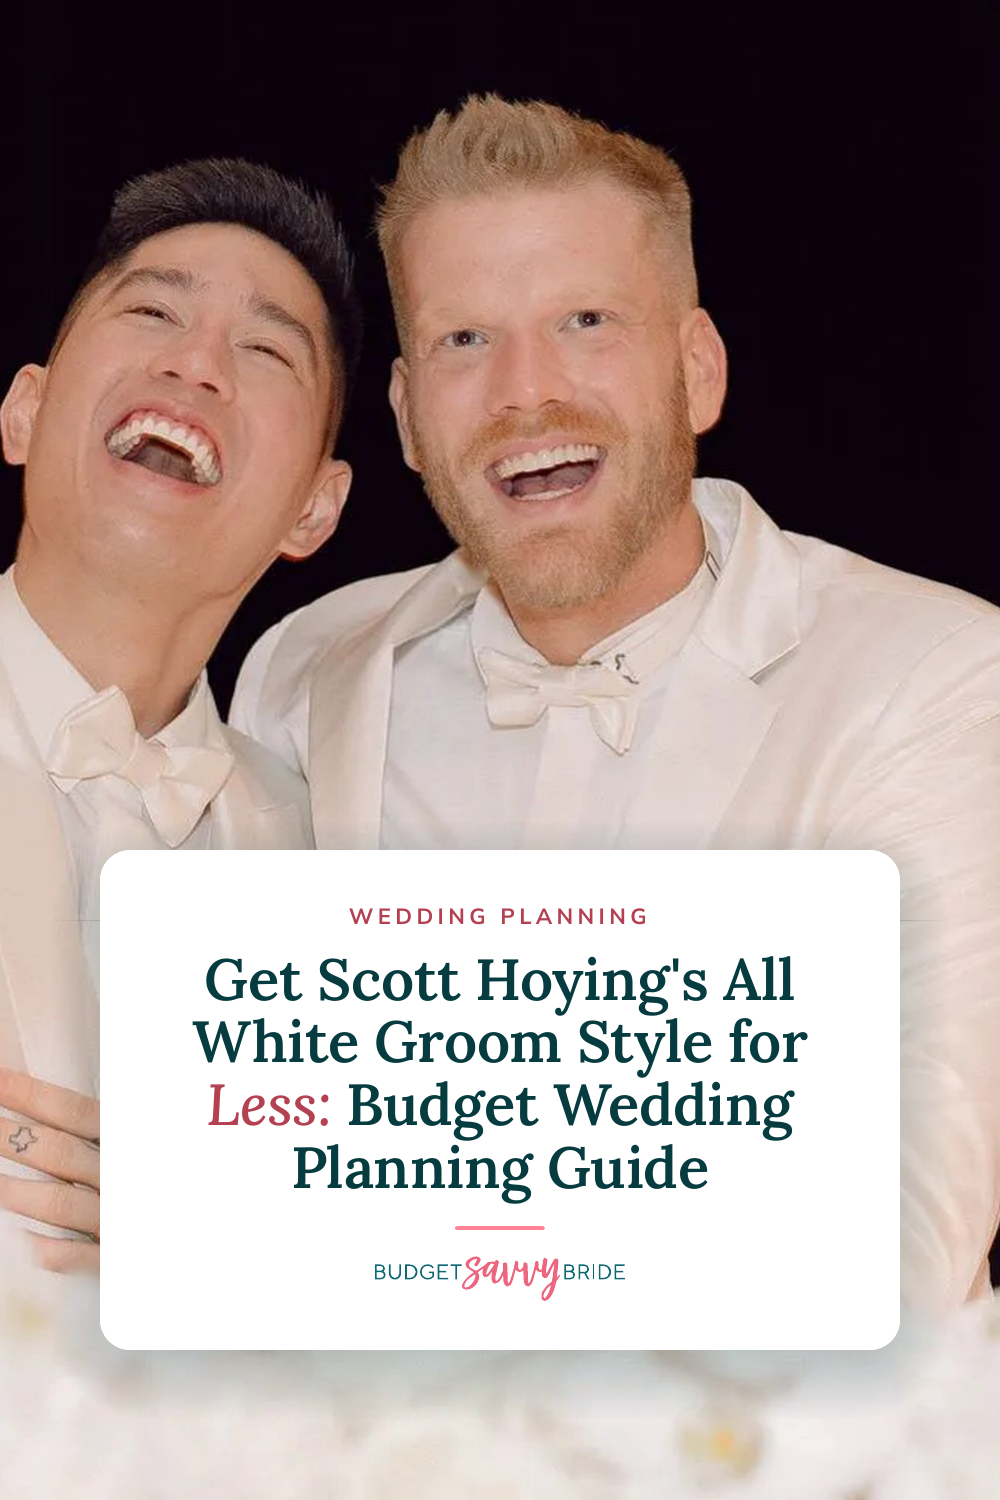 WEDDING PLANNING
Get Scott Hoying's All
White Groom Style for
Less: Budget Wedding
Planning Guide
BUDGET savvy BRIDE